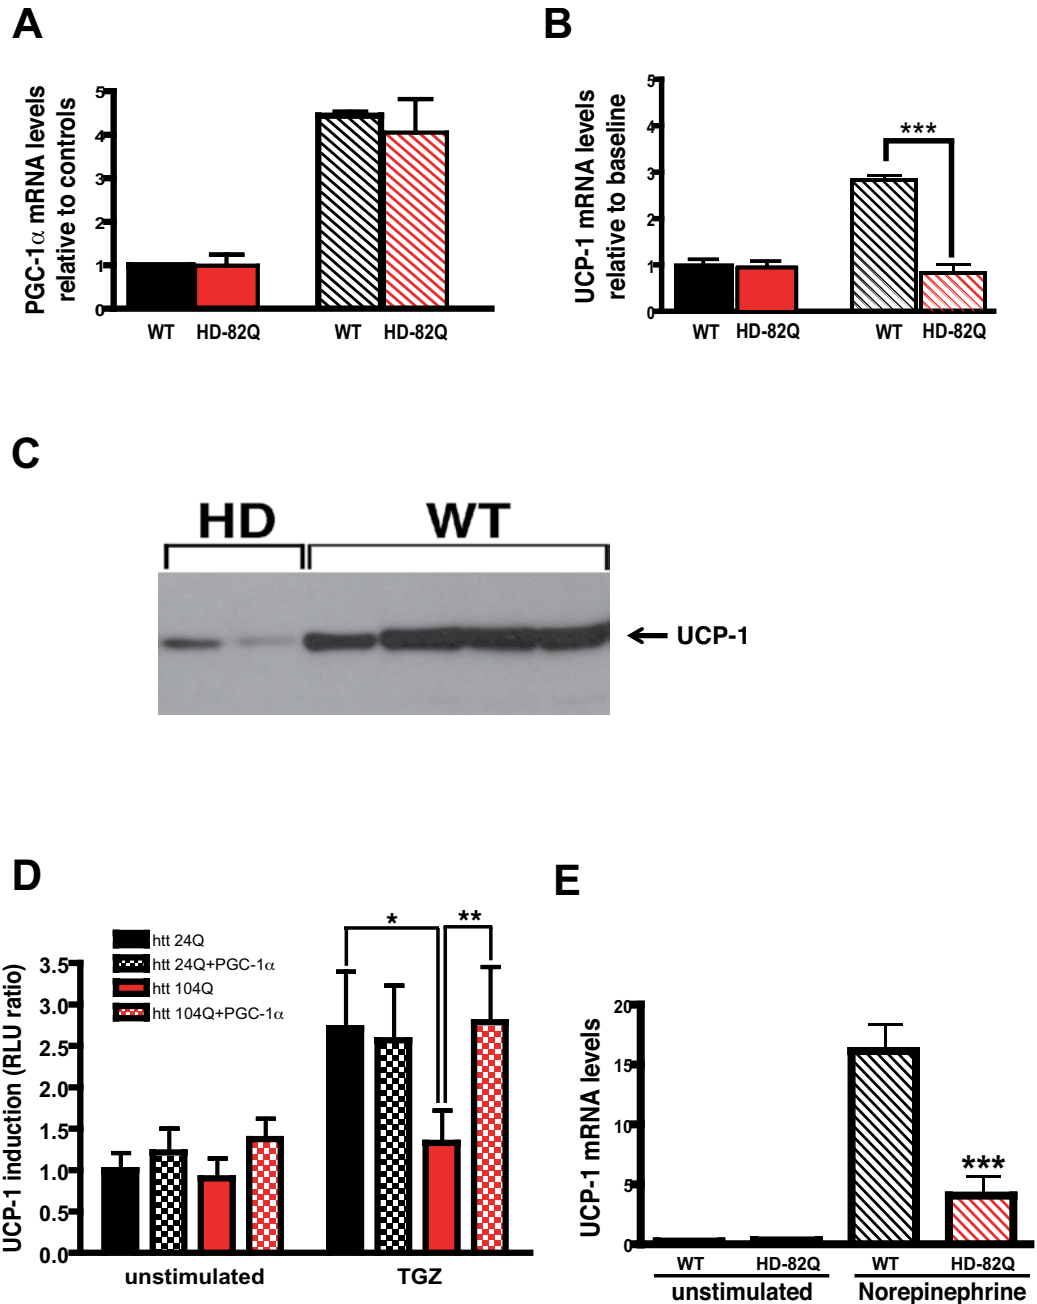 A
PGC-1α mRNA levels
relative to controls
5
4
3
2
1
0
WT HD-82Q WT HD-82Q
B
UCP-1 mRNA levels
relative to baseline
5
4
3
2
1
0
***
WT HD-82Q WT HD-82Q
C
HD WT
UCP-1
D
UCP-1 induction (RLU ratio)
3.5
3.0
2.5
2.0
1.5
1.0
0.5
0.0
htt 24Q
htt 24Q+PGC-1α
htt 104Q
htt 104Q+PGC-1α
* **
unstimulated TGZ
E
UCP-1 mRNA levels
20
15
10
5
0
***
WT HD-82Q WT HD-82Q
unstimulated Norepinephrine